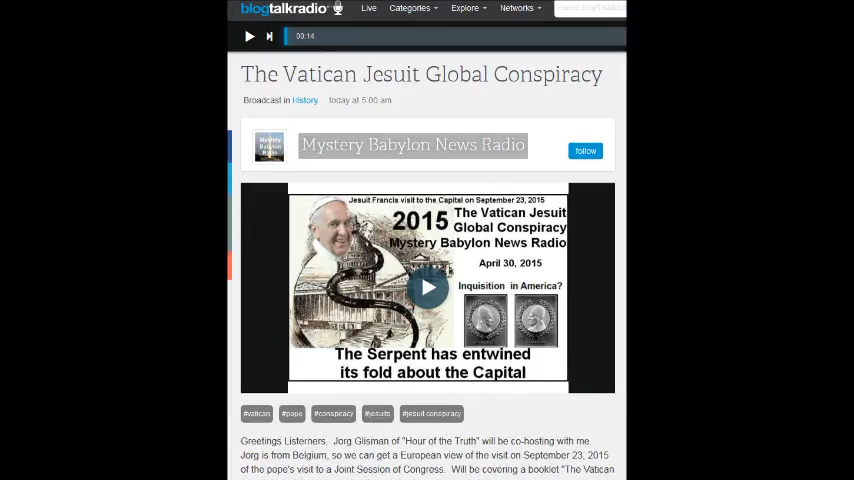 blogtalkradio
Live Categories Explore Networks
00:14
The Vatican Jesuit Global Conspiracy
Broadcast in History today at 5:00 am
Mystery Babylon Radio
Mystery Babylon News Radio
follow
Jesuit Francis visit to the Capital on September 23, 2015
2015
The Vatican Jesuit
Global Conspiracy
Mystery Babylon News Radio
April 30, 2015
Inquisition in America?
The Serpent has entwined
its fold about the Capital
#vatican #pope #conspiracy #jesuits #jesuit conspiracy
Greetings Listerners, Jorg Glisman of "Hour of the Truth" will be co-hosting with me.
Jorg is from Belgium, so we can get a European view of the visit on September 23, 2015
of the pope's visit to a Joint Session of Congress. Will be covering a booklet "The Vatican